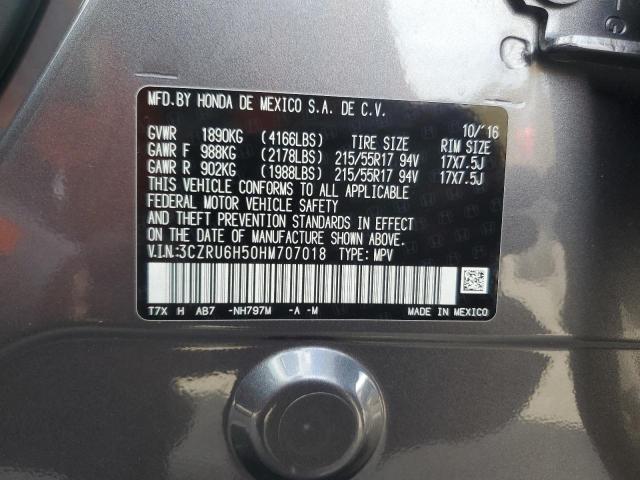 G
MFD.BY HONDA DE MEXICO S.A. DE C.V.
10/'16
GVWR 1890KG (4166LBS) TIRE SIZE RIM SIZE
GAWR F 988KG (2178LBS) 215/55R17 94V 17X7.5J
GAWR R 902KG (1988LBS) 215/55R17 94V 17X7.5J
THIS VEHICLE CONFORMS TO ALL APPLICABLE
FEDERAL MOTOR VEHICLE SAFETY
AND THEFT PREVENTION STANDARDS IN EFFECT
ON THE DATE OF MANUFACTURE SHOWN ABOVE.
V.I.N.:3CZRU6H50HM707018 TYPE: MPV
T7X H AB7 -NH797M -A -M
MADE IN MEXICO